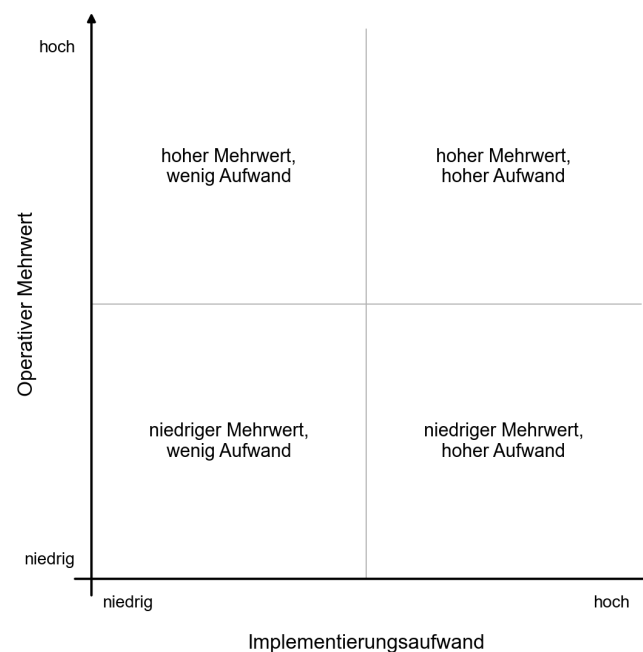 hoch
hoher Mehrwert,
wenig Aufwand
hoher Mehrwert,
hoher Aufwand
Operativer Mehrwert
niedriger Mehrwert,
wenig Aufwand
niedriger Mehrwert,
hoher Aufwand
niedrig
niedrig
hoch
Implementierungsaufwand